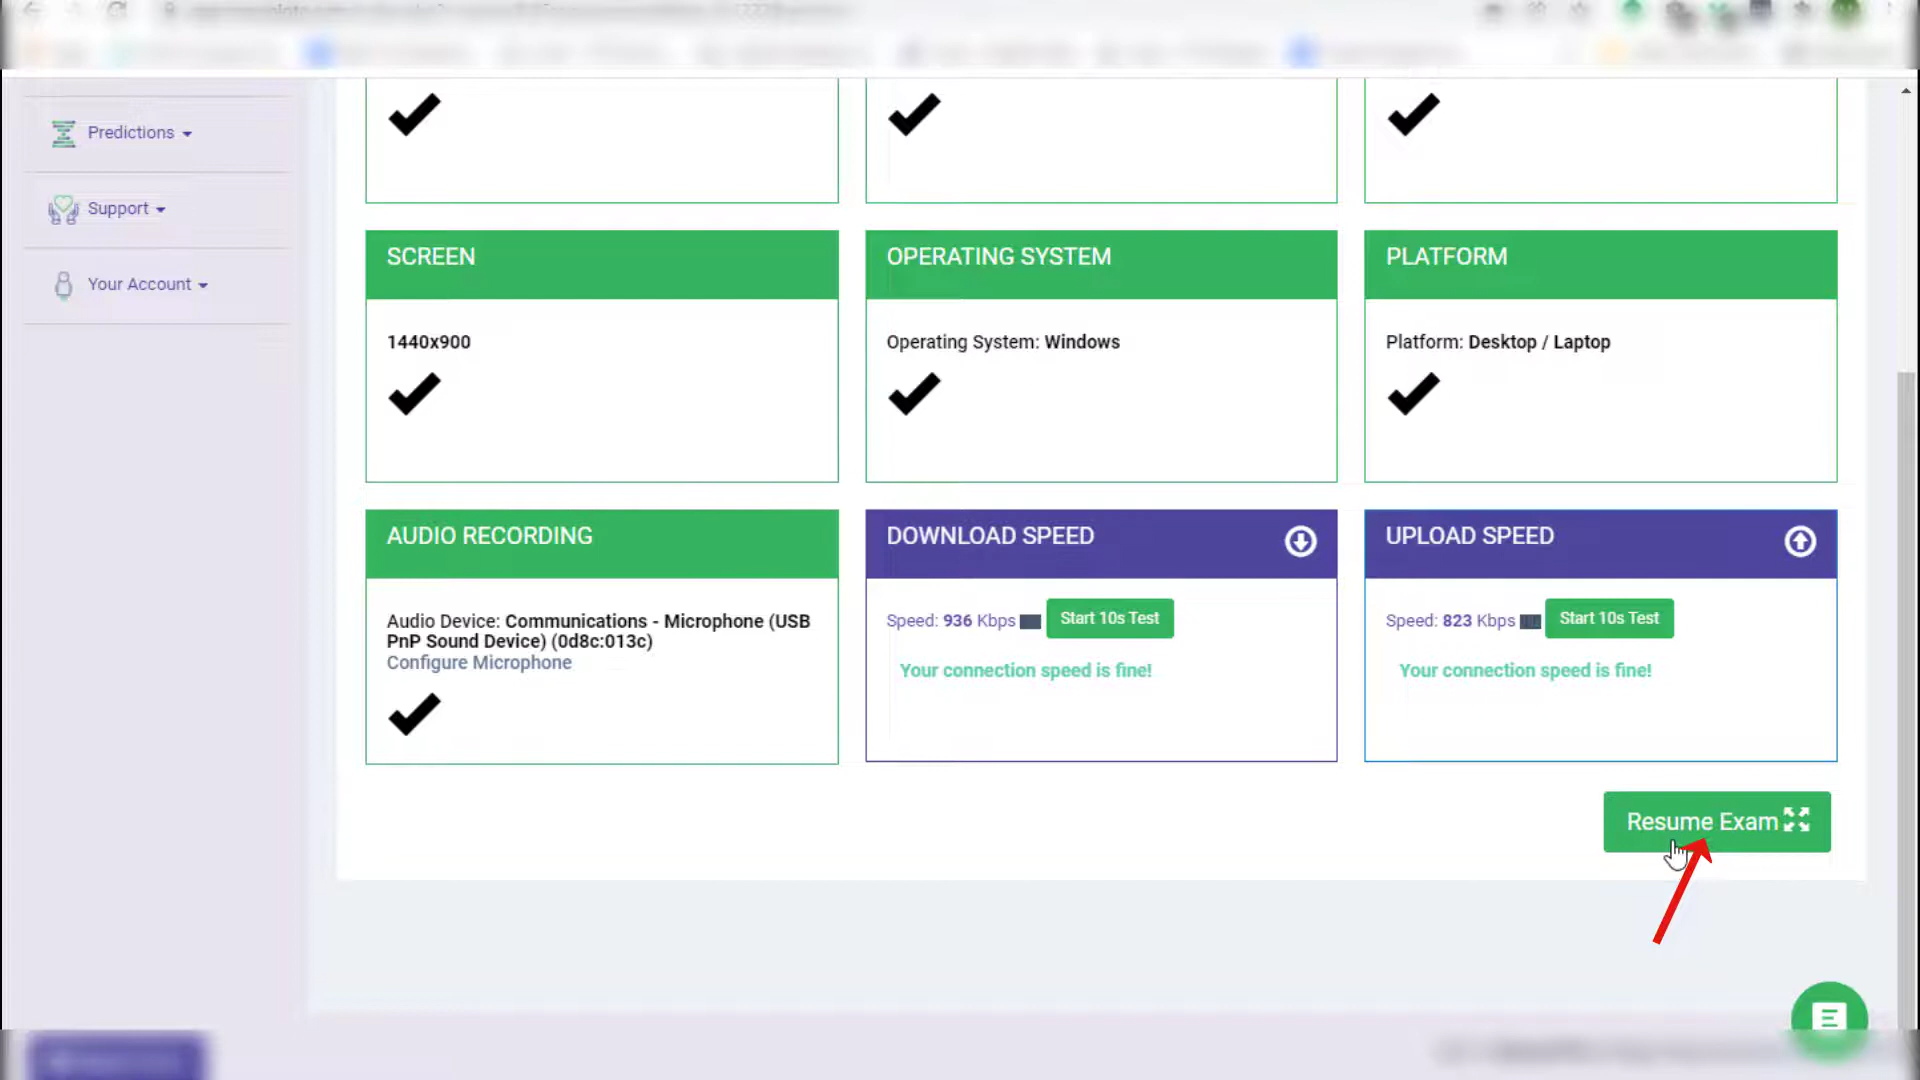 Predictions
Support
Your Account
SCREEN
1440x900
OPERATING SYSTEM
Operating System: Windows
PLATFORM
Platform: Desktop / Laptop
AUDIO RECORDING
Audio Device: Communications - Microphone (USB
PnP Sound Device) (0d8c:013c)
Configure Microphone
DOWNLOAD SPEED
Speed: 936 Kbps Start 10s Test
Your connection speed is fine!
UPLOAD SPEED
Speed: 823 Kbps Start 10s Test
Your connection speed is fine!
Resume Exam